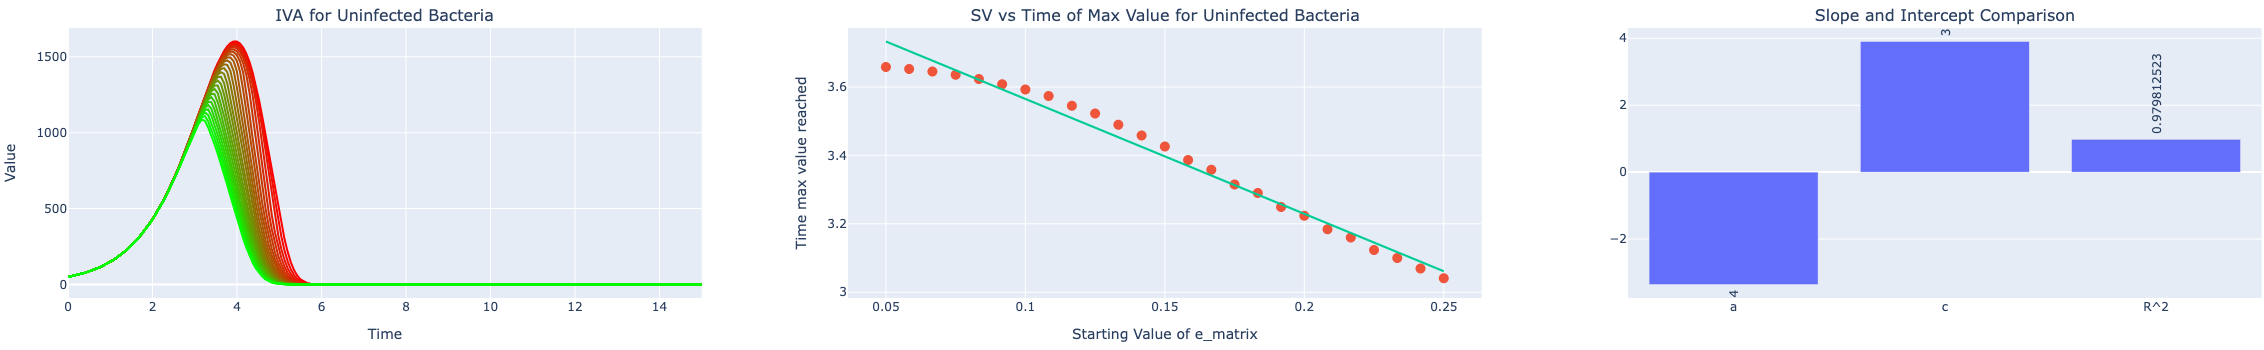 IVA for Uninfected Bacteria
Value
1500
1000
500
0
0 2 4 6 8 10 12 14
Time
SV vs Time of Max Value for Uninfected Bacteria
Time max value reached
3.6
3.4
3.2
3
0.05 0.1 0.15 0.2 0.25
Starting Value of e_matrix
Slope and Intercept Comparison
4
2
0
−2
4
3
0.979812523
a c R^2